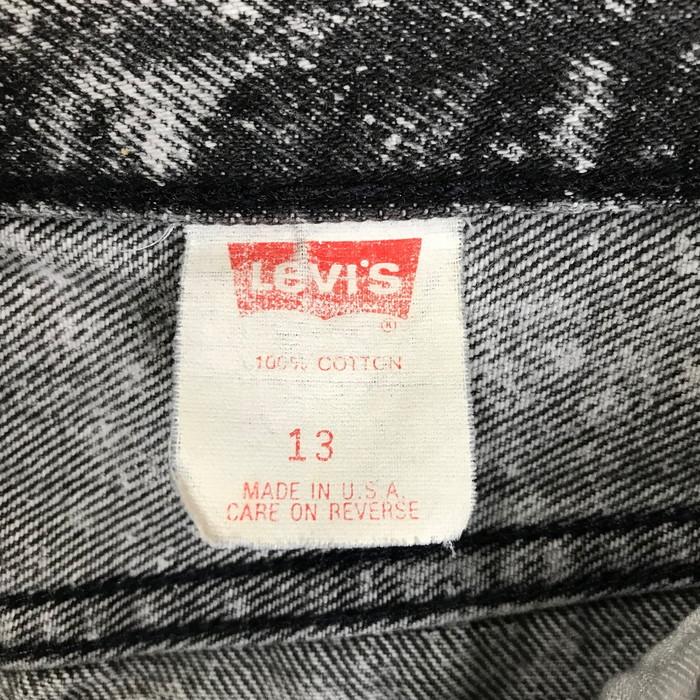 LEVI'S
®
100% COTTON
13
MADE IN U.S.A.
CARE ON REVERSE